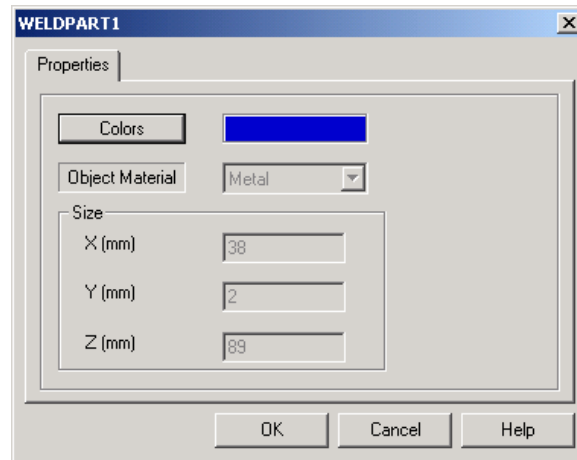 WELDPART1
Properties
Colors
Object Material Metal
Size
X (mm) 38
Y (mm) 2
Z (mm) 89
OK Cancel Help